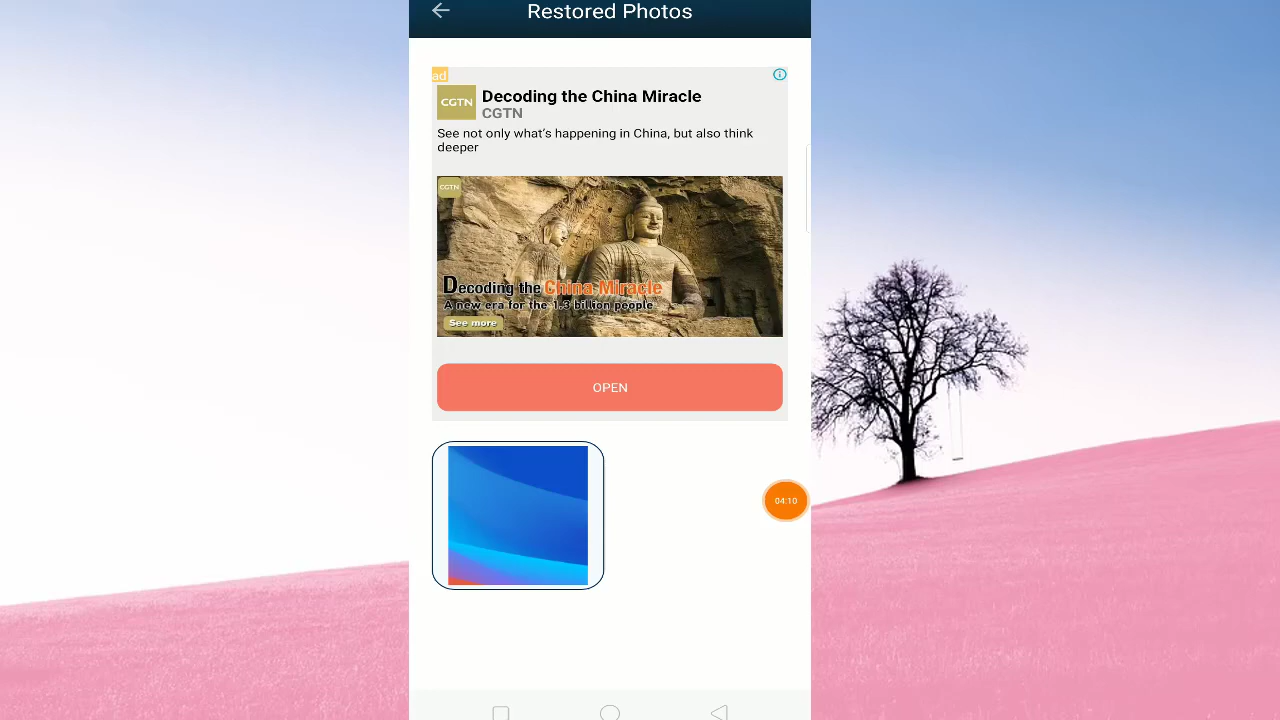 Restored Photos
ad
CGTN
Decoding the China Miracle
CGTN
See not only what's happening in China, but also think
deeper
CGTN
Decoding the China Miracle
A new era for the 1.3 billion people
See more
OPEN
04:10